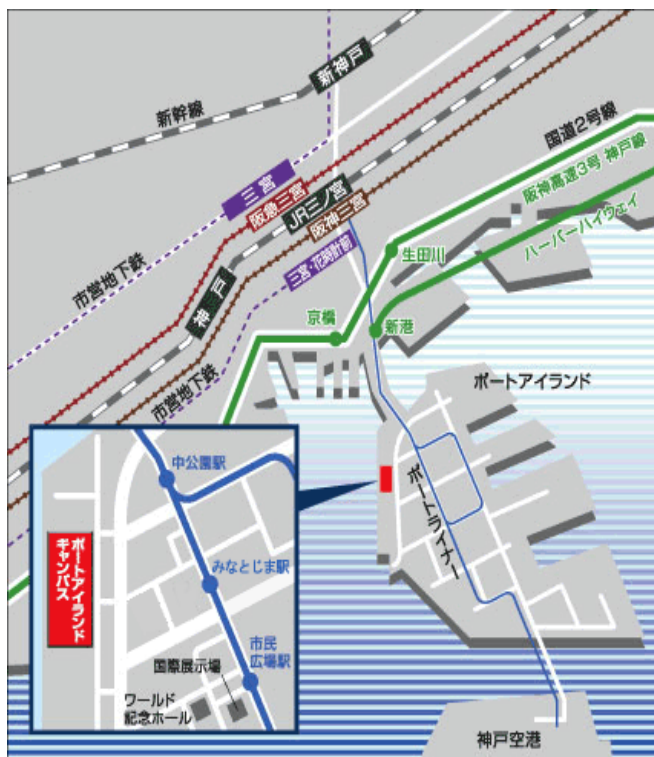 新神戸
新幹線
国道2号線
三宮
阪急三宮
JR三ノ宮
阪神三宮
阪神高速3号 神戸線
ハーバーハイウェイ
三宮・花時計前
生田川
市営地下鉄
神戸
京橋
新港
市営地下鉄
ポートアイランド
ポートライナー
中公園駅
みなとじま駅
ポートアイランド
キャンパス
市民
広場駅
国際展示場
ワールド
記念ホール
神戸空港